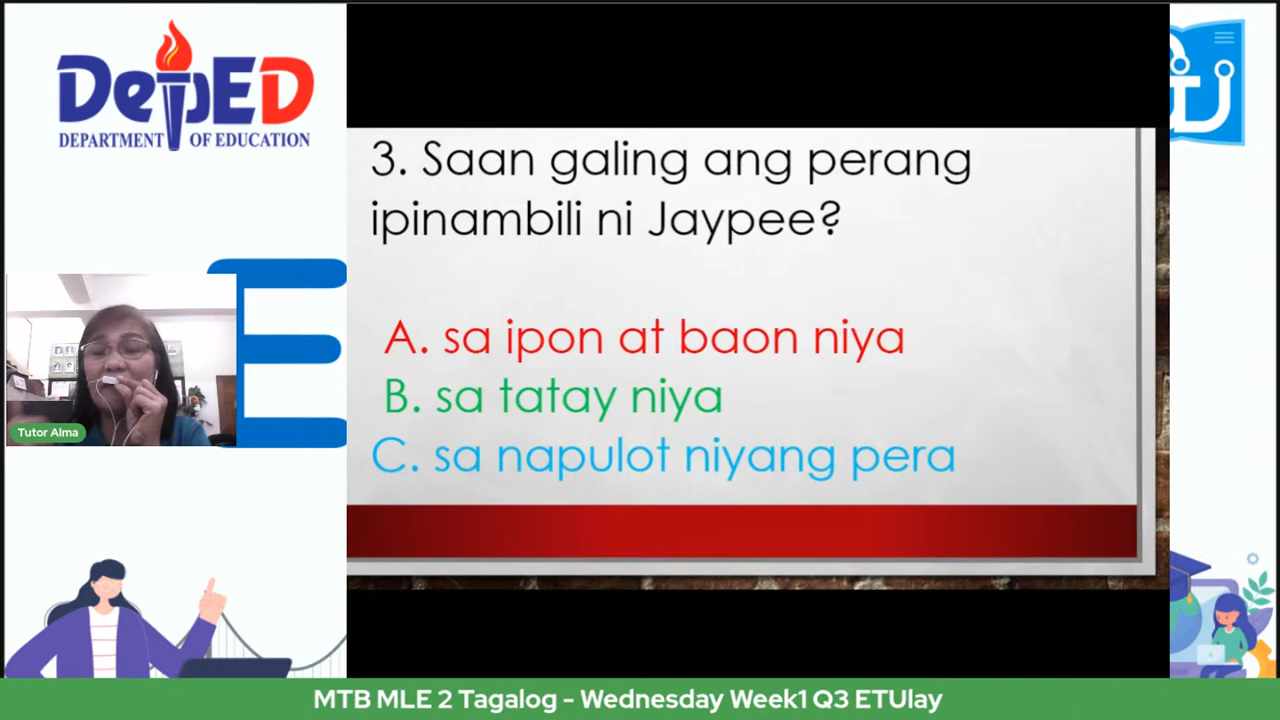 DepED
DEPARTMENT OF EDUCATION
3. Saan galing ang perang
ipinambili ni Jaypee?
A. sa ipon at baon niya
B. sa tatay niya
C. sa napulot niyang pera
E
Tutor Alma
MTB MLE 2 Tagalog - Wednesday Week1 Q3 ETUlay